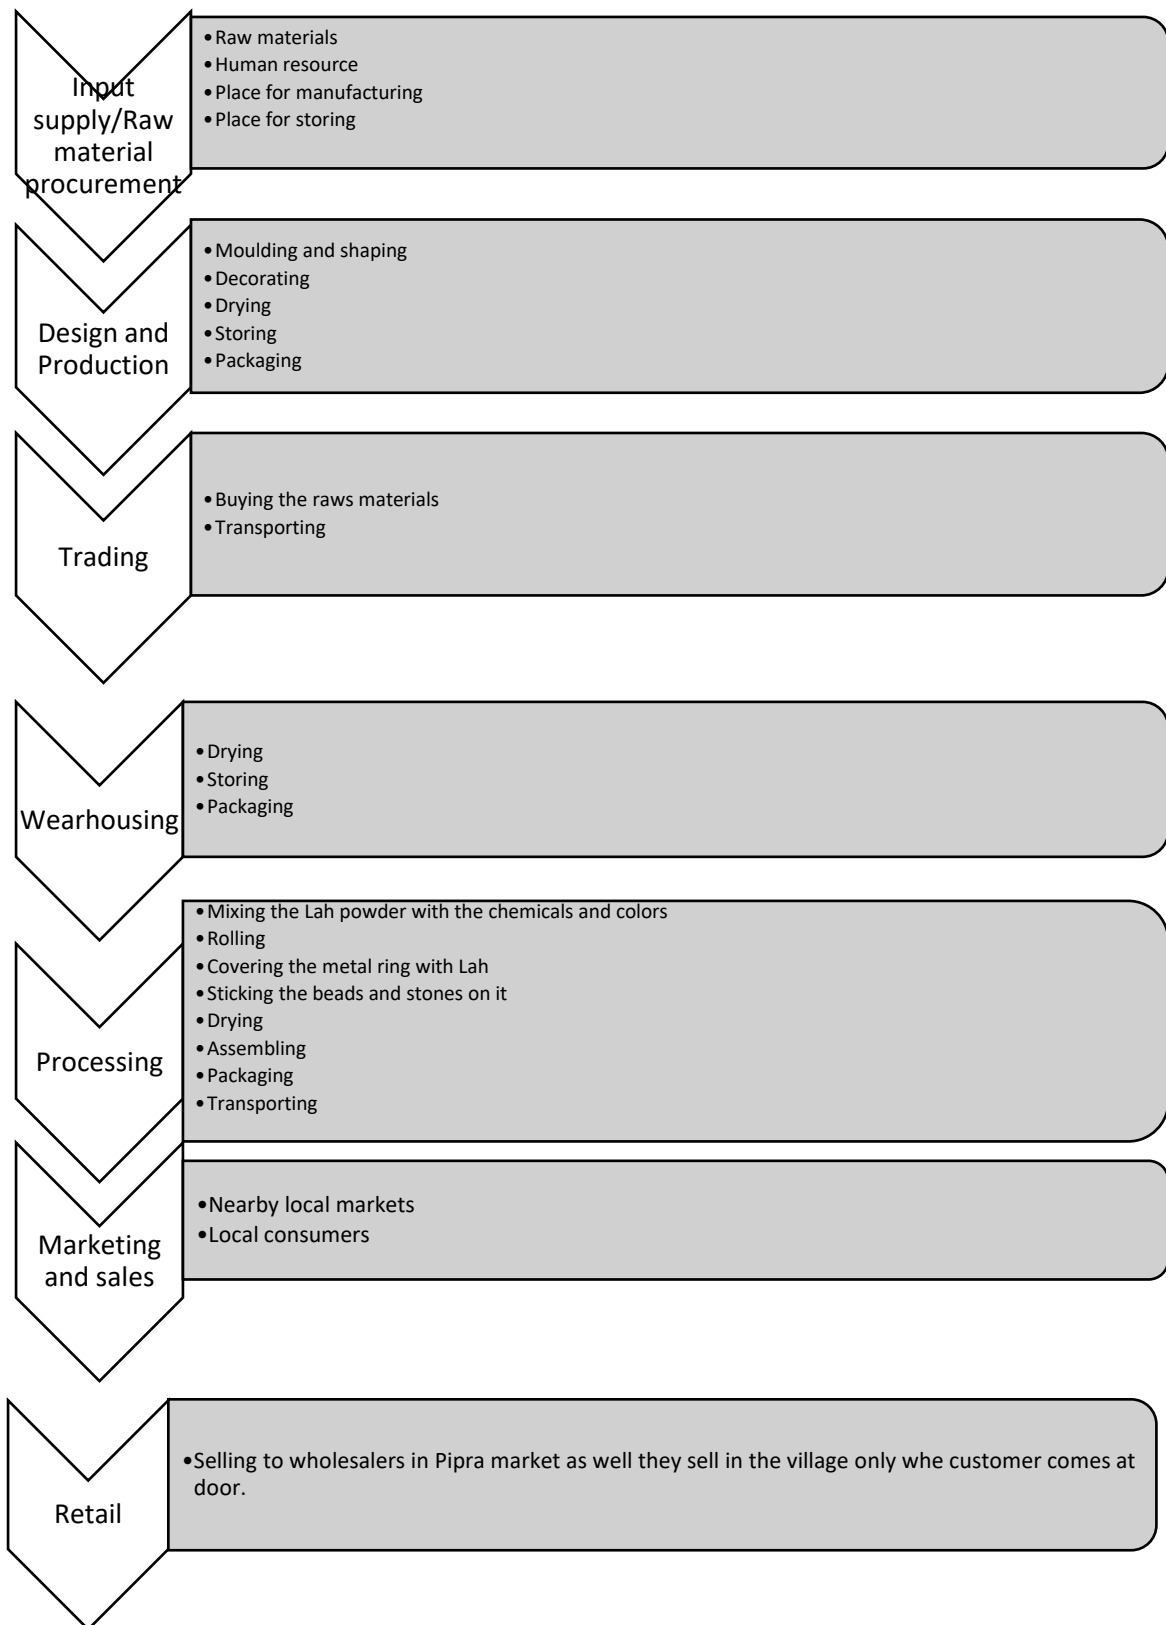 Input
supply/Raw
material
procurement
•Raw materials
•Human resource
•Place for manufacturing
•Place for storing
Design and
Production
•Moulding and shaping
•Decorating
•Drying
•Storing
•Packaging
Trading
•Buying the raws materials
•Transporting
Wearhousing
•Drying
•Storing
•Packaging
Processing
•Mixing the Lah powder with the chemicals and colors
•Rolling
•Covering the metal ring with Lah
•Sticking the beads and stones on it
•Drying
•Assembling
•Packaging
•Transporting
Marketing
and sales
•Nearby local markets
•Local consumers
Retail
•Selling to wholesalers in Pipra market as well they sell in the village only whe customer comes at
door.